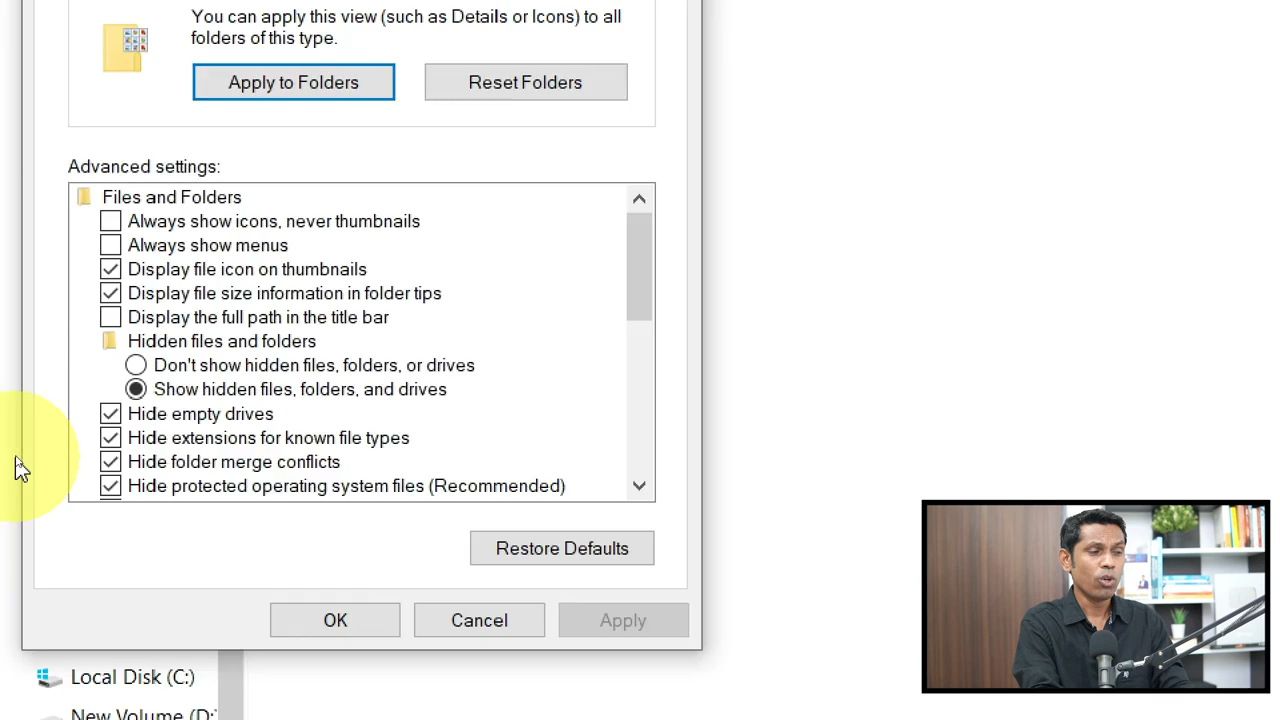 You can apply this view (such as Details or Icons) to all
folders of this type.
Apply to Folders
Reset Folders
Advanced settings:
Files and Folders
Always show icons, never thumbnails
Always show menus
Display file icon on thumbnails
Display file size information in folder tips
Display the full path in the title bar
Hidden files and folders
Don't show hidden files, folders, or drives
Show hidden files, folders, and drives
Hide empty drives
Hide extensions for known file types
Hide folder merge conflicts
Hide protected operating system files (Recommended)
Restore Defaults
OK
Cancel
Apply
Local Disk (C:)
New Volume (D: